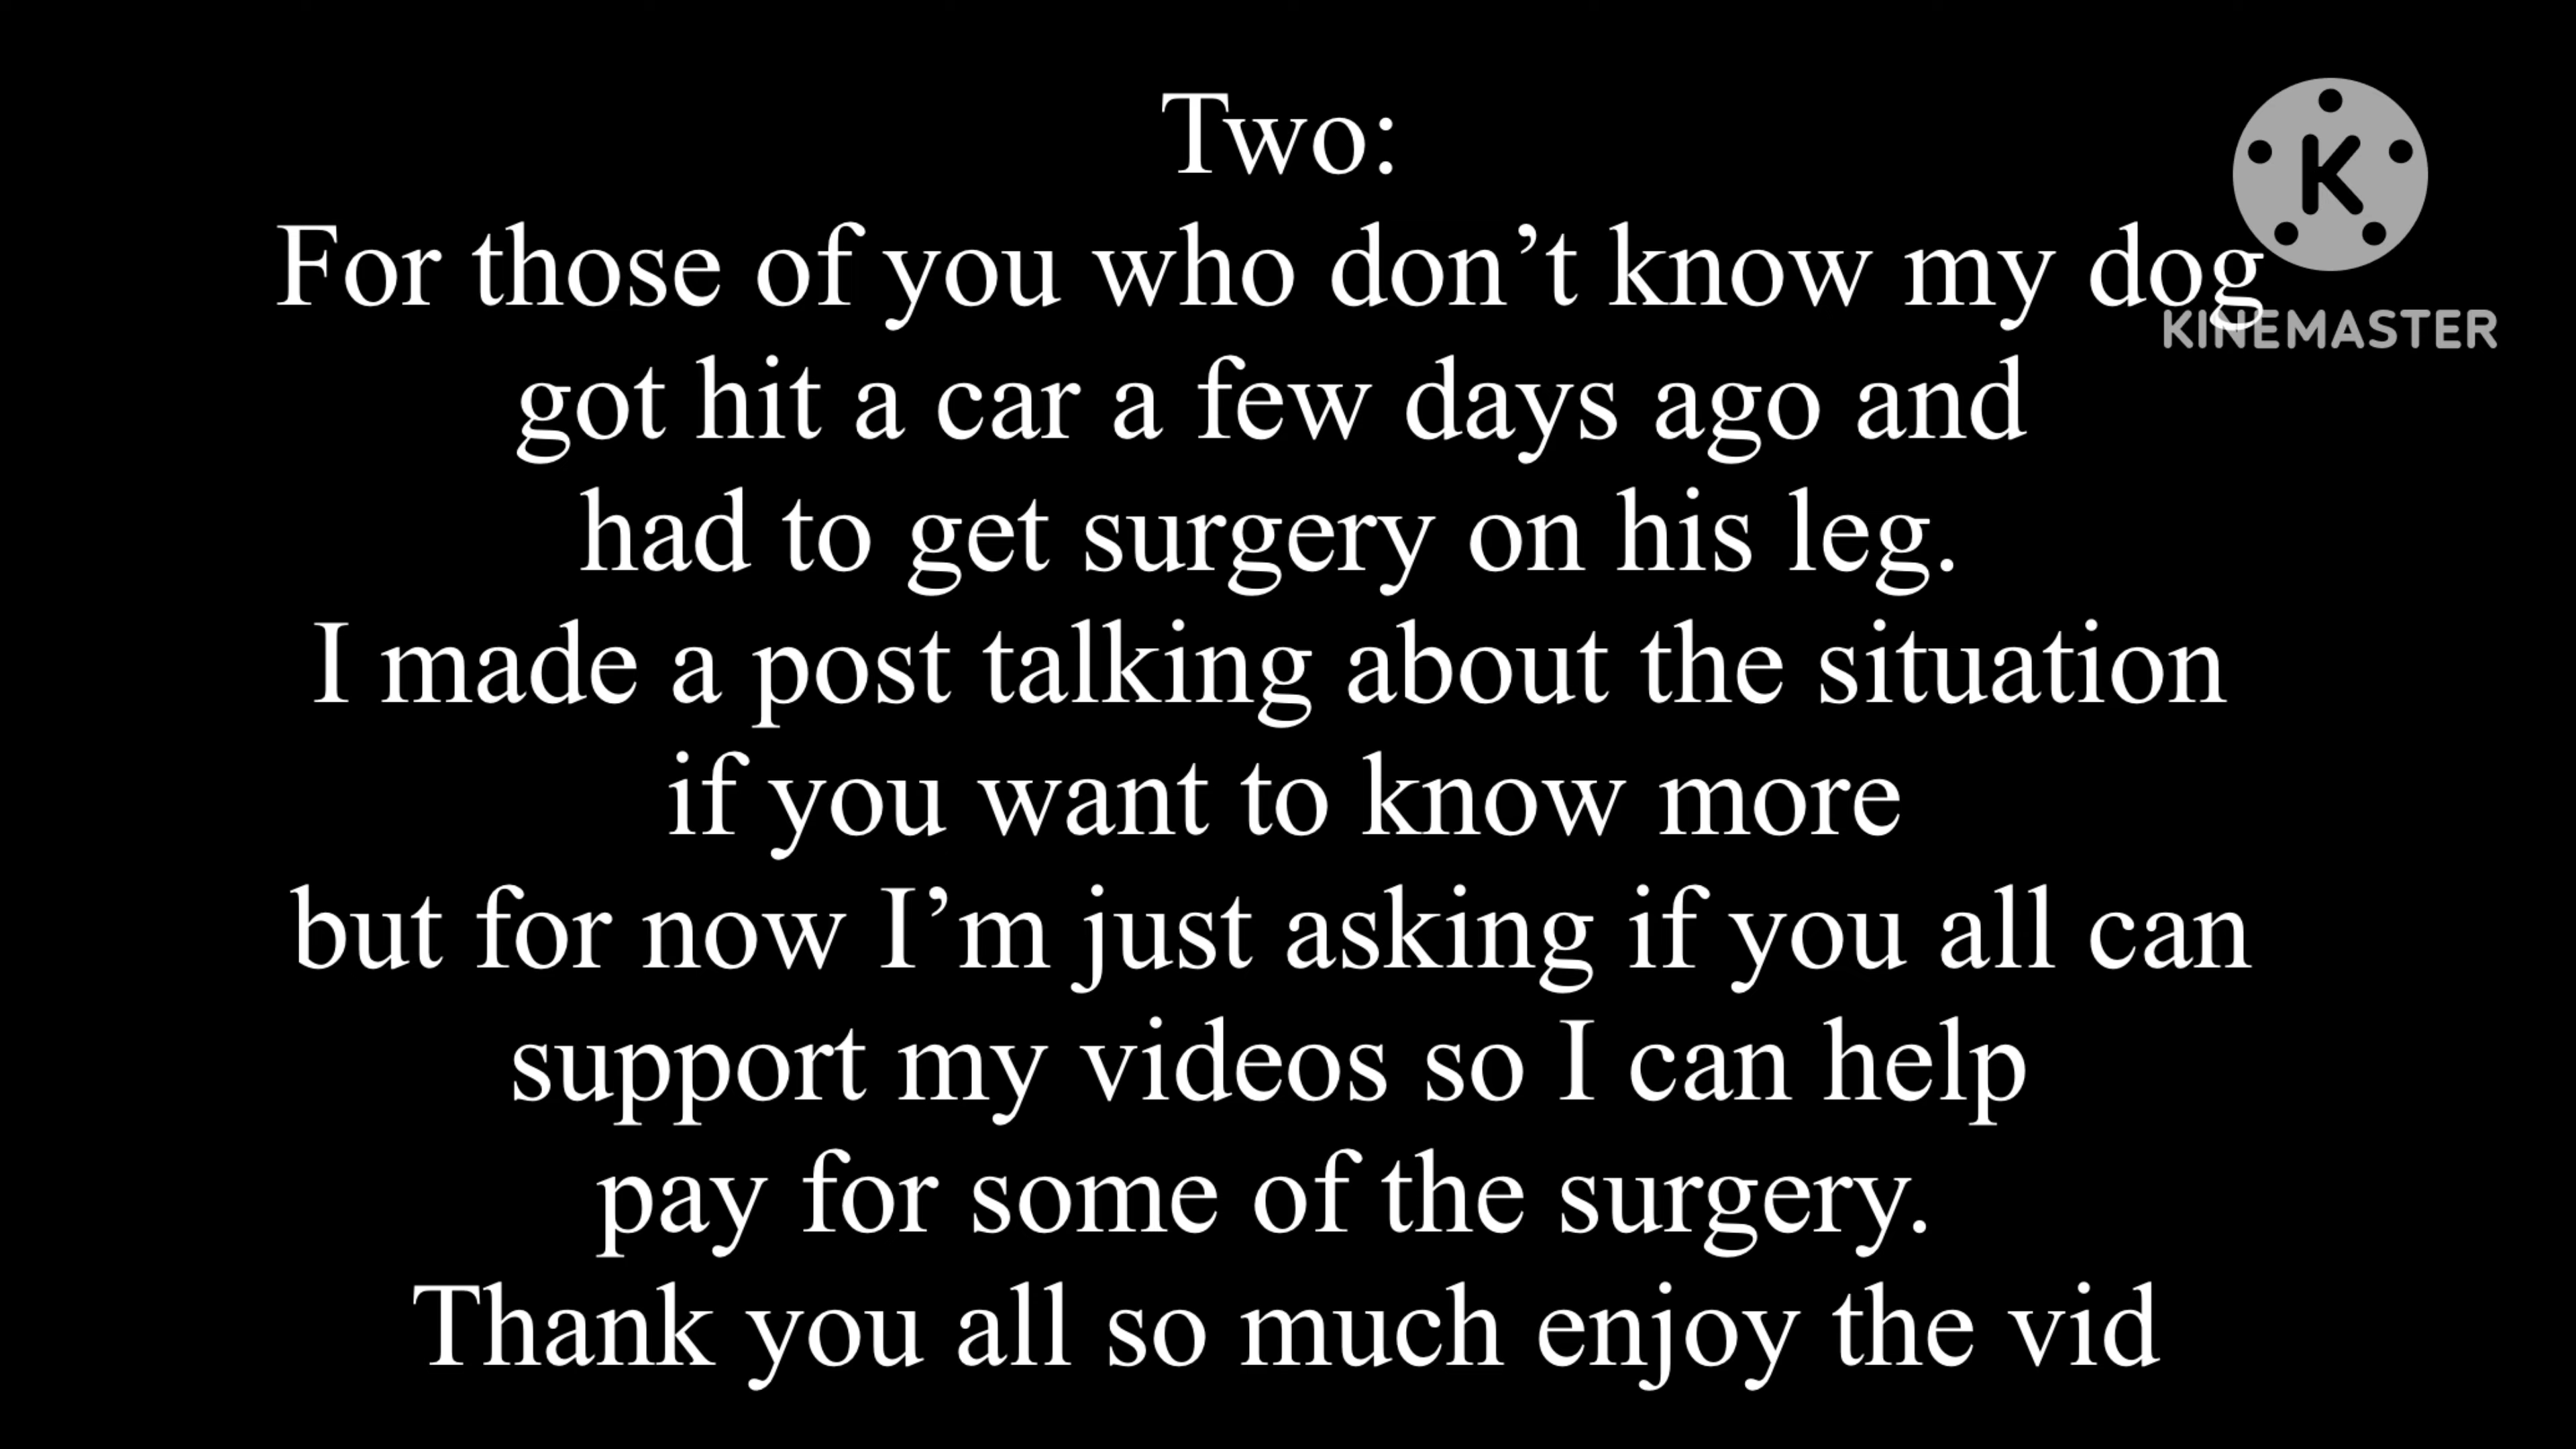 Two:
For those of you who don’t know my dog
got hit a car a few days ago and
had to get surgery on his leg.
I made a post talking about the situation
if you want to know more
but for now I’m just asking if you all can
support my videos so I can help
pay for some of the surgery.
Thank you all so much enjoy the vid
K
KINEMASTER